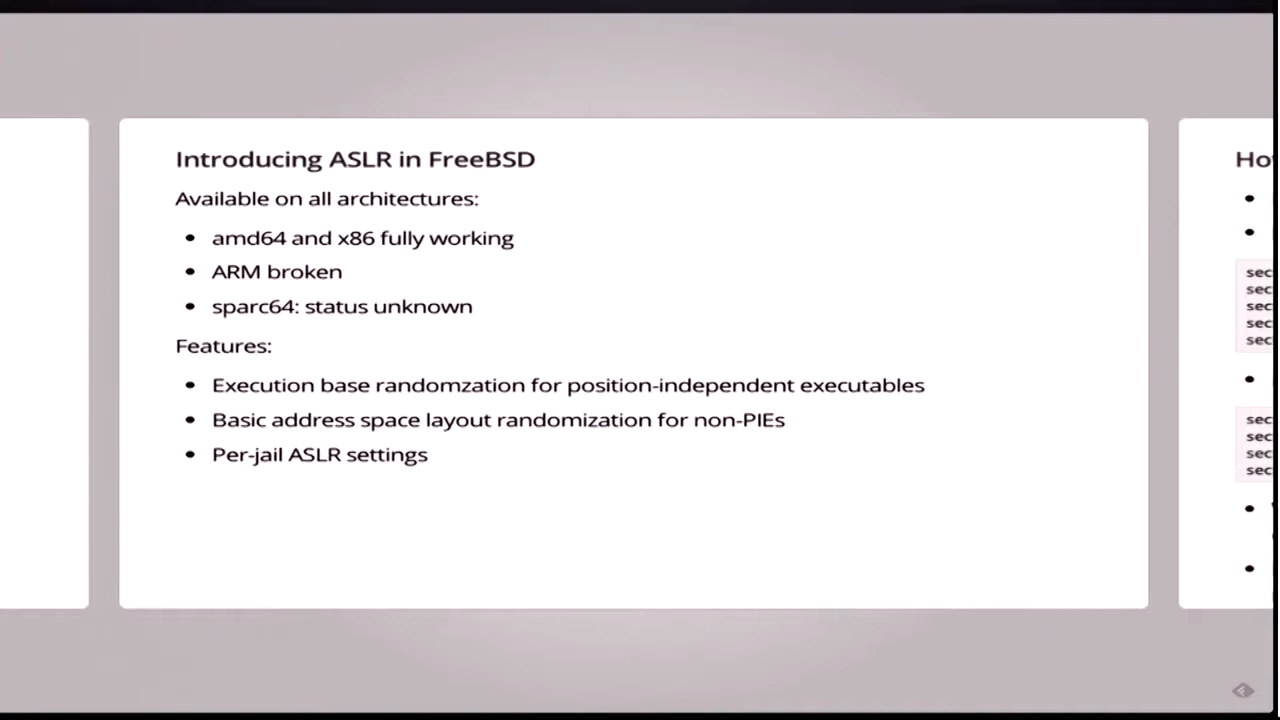 Introducing ASLR in FreeBSD
Available on all architectures:
• amd64 and x86 fully working
• ARM broken
• sparc64: status unknown
Features:
• Execution base randomzation for position-independent executables
• Basic address space layout randomization for non-PIEs
• Per-jail ASLR settings
Ho
sec
sec
sec
sec
sec
sec
sec
sec
sec